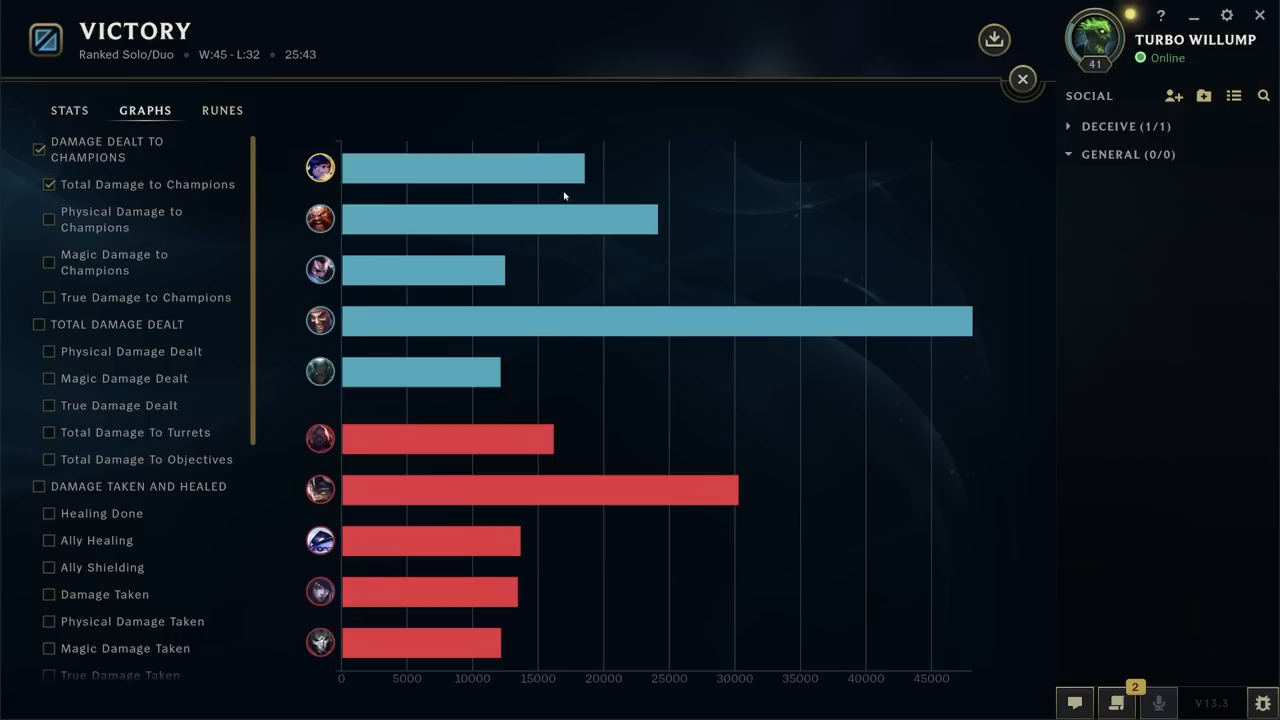 VICTORY
Ranked Solo/Duo • W:45 - L:32 • 25:43
TURBO WILLUMP
41
Online
?
SOCIAL
DECEIVE (1/1)
GENERAL (0/0)
STATS GRAPHS RUNES
DAMAGE DEALT TO
CHAMPIONS
Total Damage to Champions
Physical Damage to
Champions
Magic Damage to
Champions
True Damage to Champions
TOTAL DAMAGE DEALT
Physical Damage Dealt
Magic Damage Dealt
True Damage Dealt
Total Damage To Turrets
Total Damage To Objectives
DAMAGE TAKEN AND HEALED
Healing Done
Ally Healing
Ally Shielding
Damage Taken
Physical Damage Taken
Magic Damage Taken
True Damage Taken
0 5000 10000 15000 20000 25000 30000 35000 40000 45000
2
V13.3